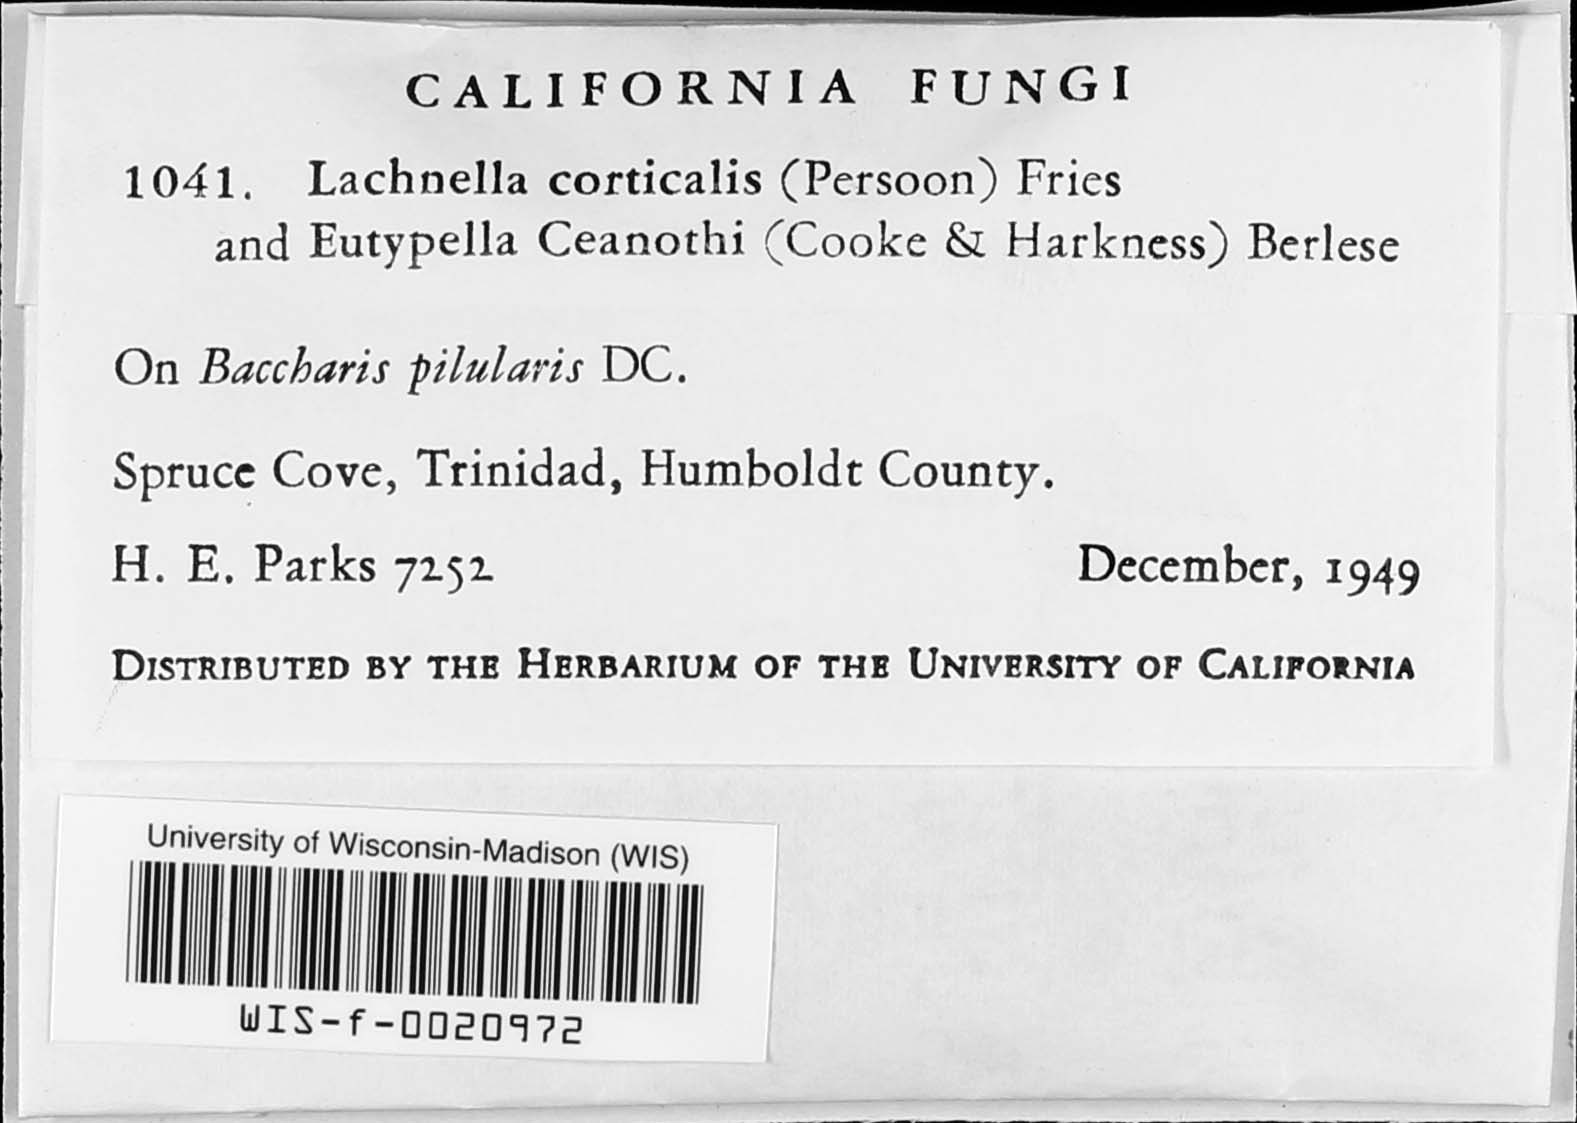 CALIFORNIA FUNGI
1041. Lachnella corticalis (Persoon) Fries
and Eutypella Ceanothi (Cooke & Harkness) Berlese
On Baccharis pilularis DC.
Spruce Cove, Trinidad, Humboldt County.
H. E. Parks 7252 December, 1949
DISTRIBUTED BY THE HERBARIUM OF THE UNIVERSITY OF CALIFORNIA
University of Wisconsin-Madison (WIS)
WIS-f-0020972